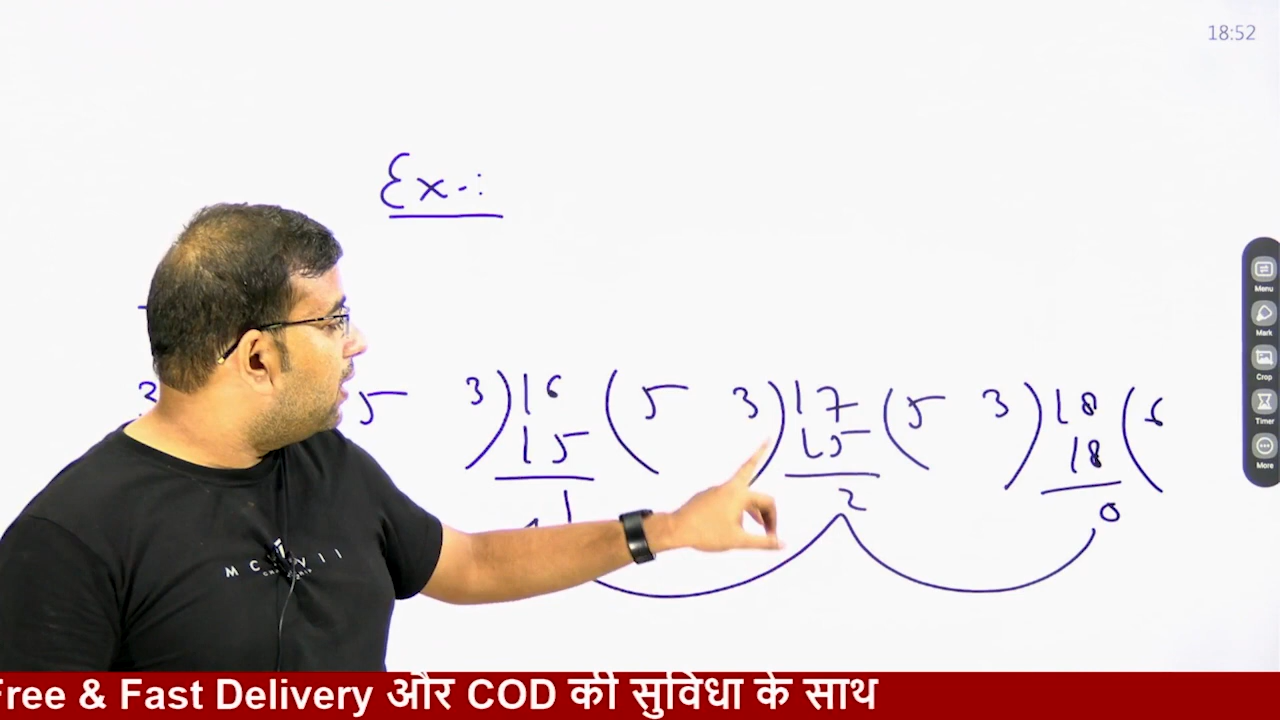 18:52
Ex-:
5 3)16(5 3)17(5 3)18(6
15 15 18
1 2 0
Menu
Mark
Crop
Timer
More
Free & Fast Delivery और COD की सुविधा के साथ